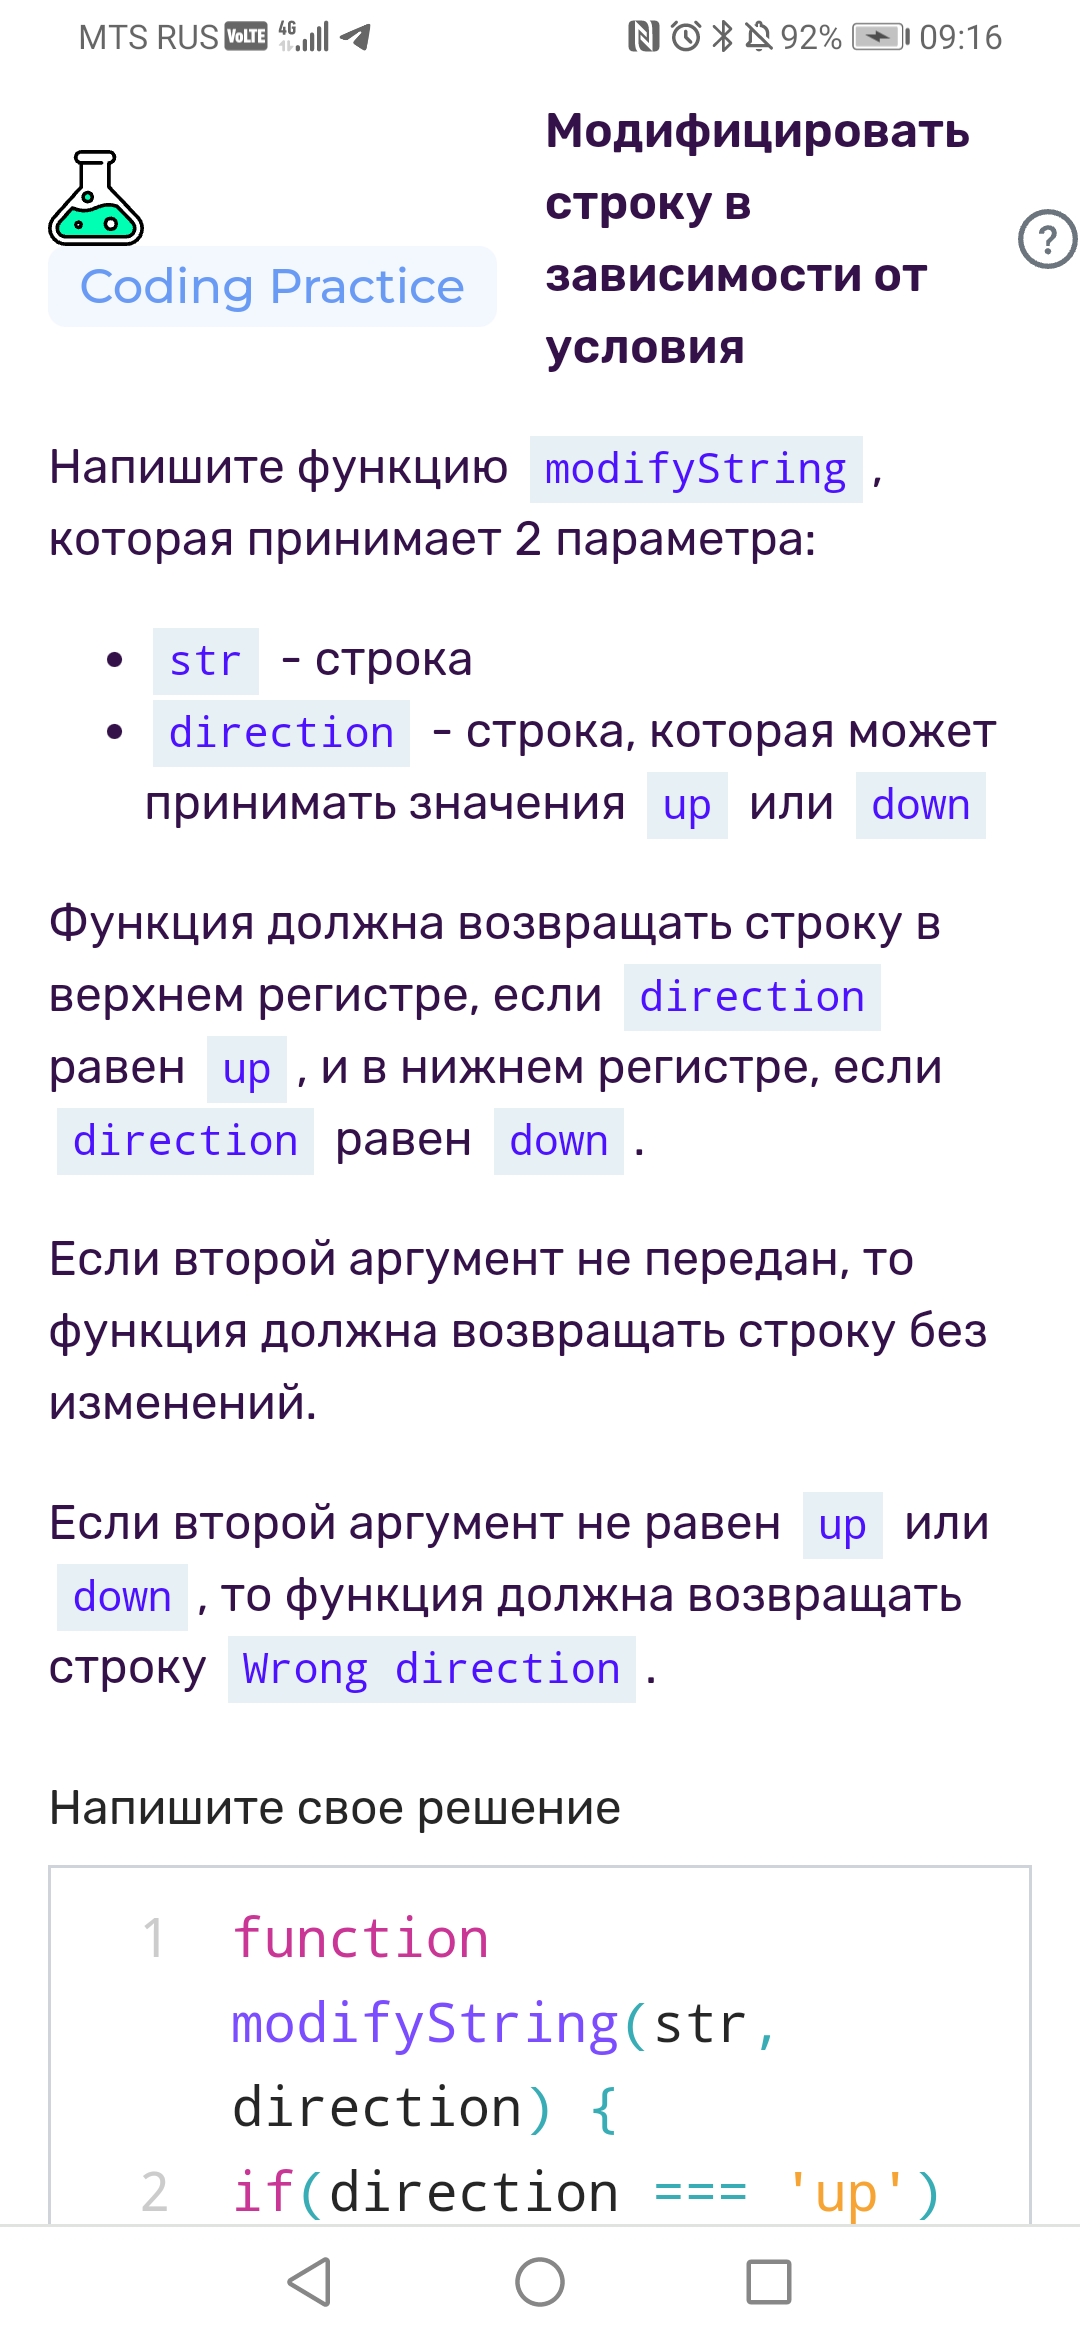 MTS RUS VoLTE 4G 92% 09:16
Модифицировать
строку в
зависимости от
условия
?
Coding Practice
Напишите функцию modifyString ,
которая принимает 2 параметра:
• str - строка
• direction - строка, которая может
принимать значения up или down
Функция должна возвращать строку в
верхнем регистре, если direction
равен up , и в нижнем регистре, если
direction равен down .
Если второй аргумент не передан, то
функция должна возвращать строку без
изменений.
Если второй аргумент не равен up или
down , то функция должна возвращать
строку Wrong direction .
Напишите свое решение
1 function
modifyString(str,
direction) {
2 if(direction === 'up')